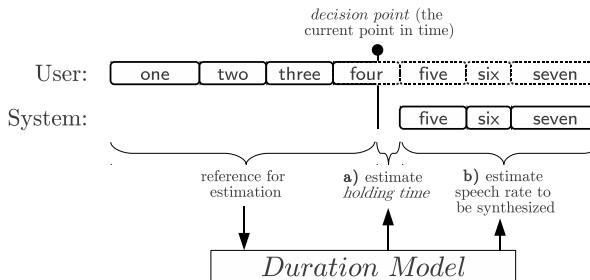 decision point (the
current point in time)
User: one two three four five six seven
System: five six seven
reference for
estimation
a) estimate
holding time
b) estimate
speech rate to
be synthesized
Duration Model